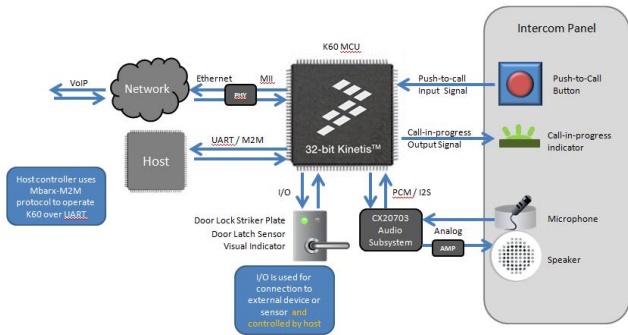 K60 MCU
Intercom Panel
VoIP
Network
Ethernet
MII
PHY
Push-to-call
Input Signal
Push-to-Call
Button
UART / M2M
Host
32-bit Kinetis™
Call-in-progress
Output Signal
Call-in-progress
indicator
Host controller uses
Mbarx-M2M
protocol to operate
K60 over UART.
I/O
PCM / I2S
Door Lock Striker Plate
Door Latch Sensor
Visual Indicator
CX20703
Audio
Subsystem
Analog
AMP
Microphone
Speaker
I/O is used for
connection to
external device or
sensor and
controlled by host